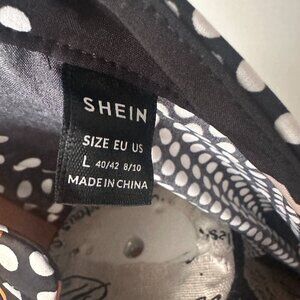 SHEIN
SIZE EU US
L 40/42 8/10
MADE IN CHINA